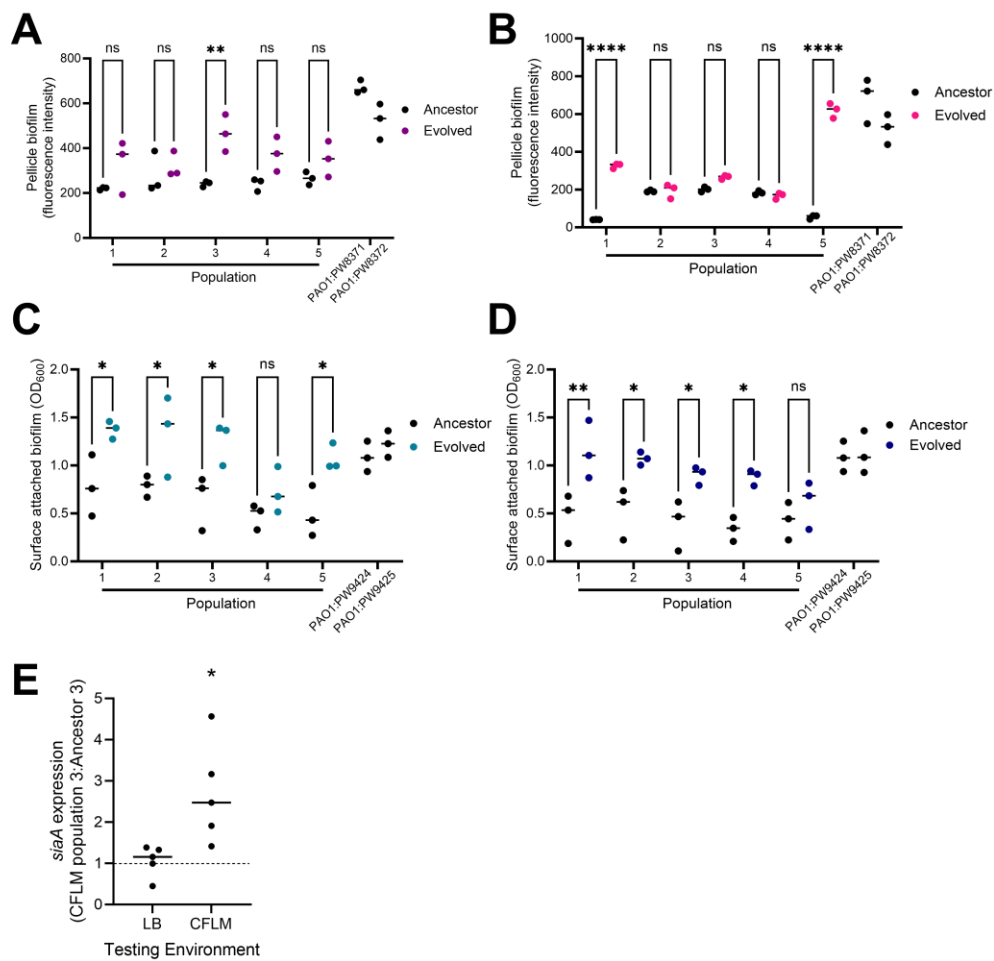 A
Pellicle biofilm
(fluorescence intensity)
800
600
400
200
0
ns
ns
**
ns
ns
Ancestor
Evolved
1
2
3
4
5
PAO1:PW8371
PAO1:PW8372
Population
B
Pellicle biofilm
(fluorescence intensity)
1000
800
600
400
200
0
****
ns
ns
ns
****
Ancestor
Evolved
1
2
3
4
5
PAO1:PW8371
PAO1:PW8372
Population
C
Surface attached biofilm (OD600)
2.0
1.5
1.0
0.5
0.0
*
*
*
ns
*
Ancestor
Evolved
1
2
3
4
5
PAO1:PW9424
PAO1:PW9425
Population
D
Surface attached biofilm (OD600)
2.0
1.5
1.0
0.5
0.0
**
*
*
*
ns
Ancestor
Evolved
1
2
3
4
5
PAO1:PW9424
PAO1:PW9425
Population
E
siaA expression
(CFLM population 3:Ancestor 3)
5
4
3
2
1
0
*
LB
CFLM
Testing Environment